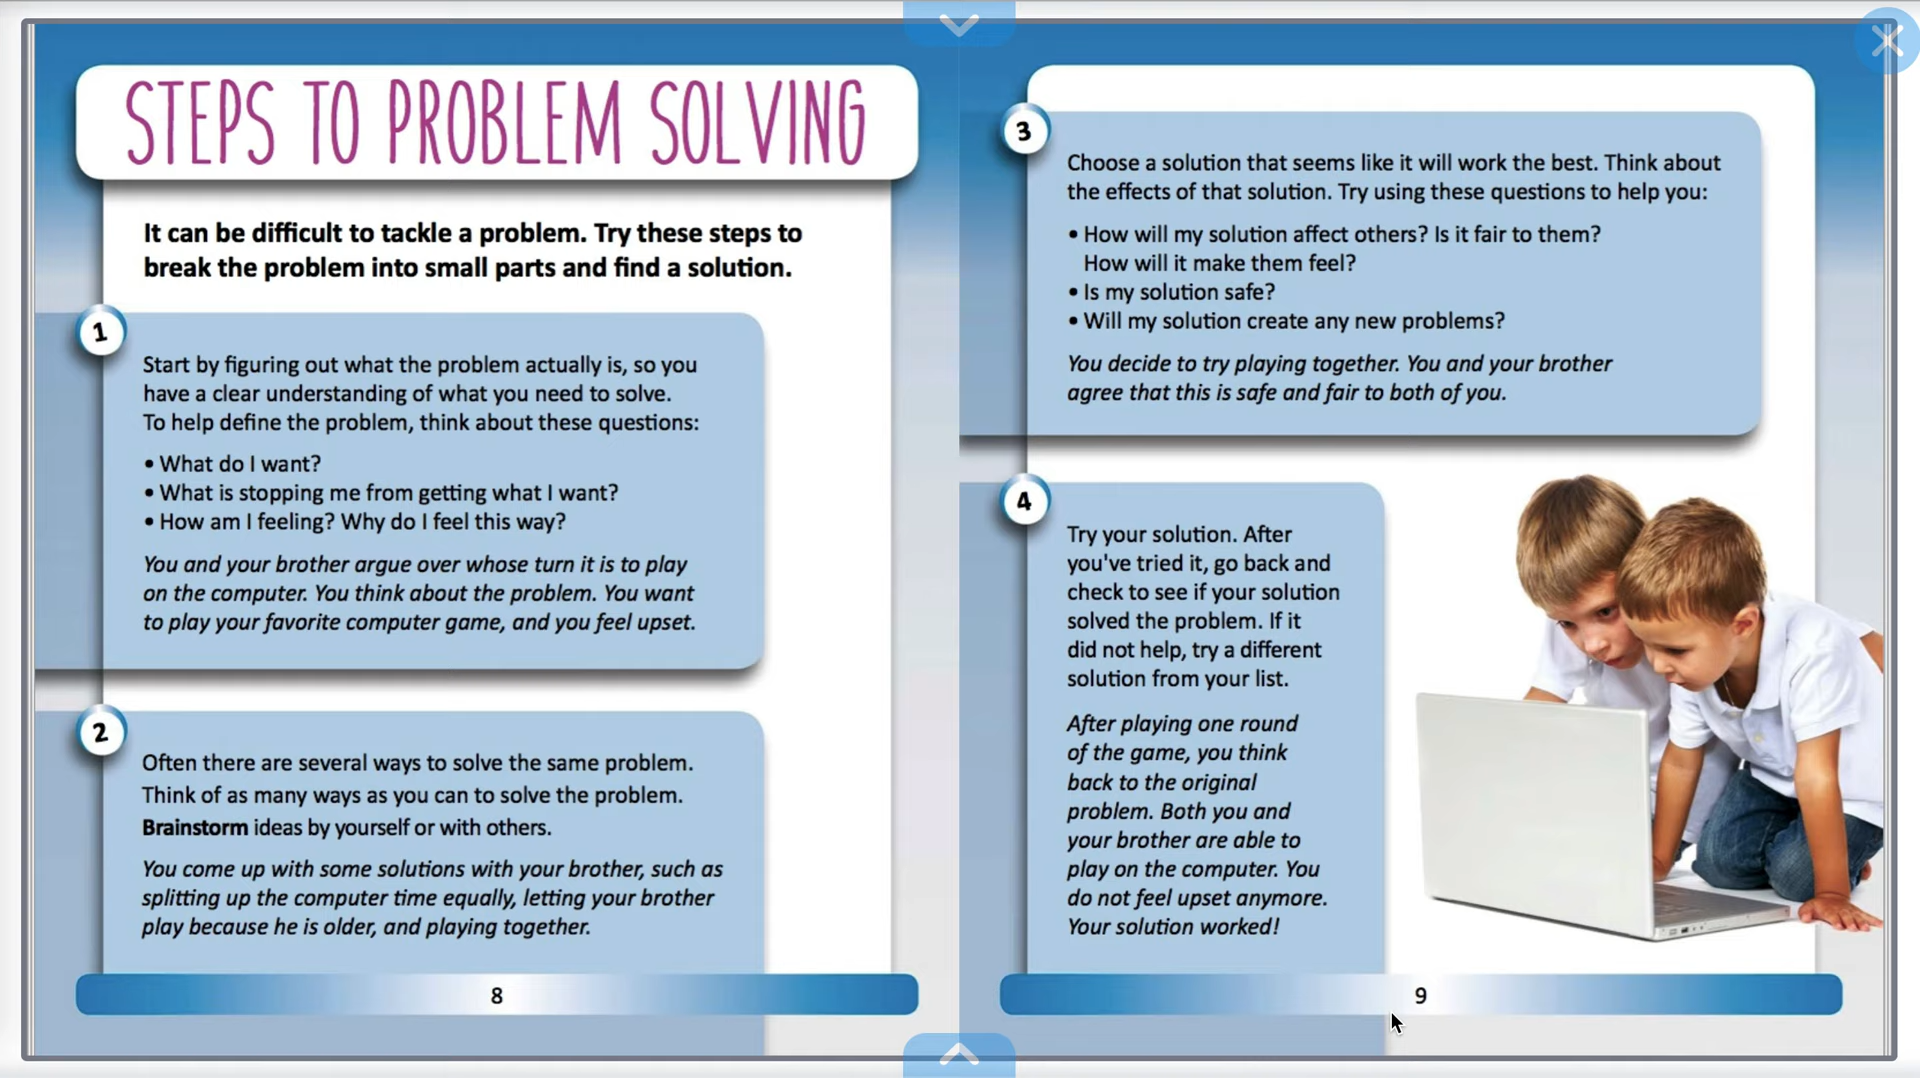 STEPS TO PROBLEM SOLVING
It can be difficult to tackle a problem. Try these steps to
break the problem into small parts and find a solution.
1
Start by figuring out what the problem actually is, so you
have a clear understanding of what you need to solve.
To help define the problem, think about these questions:
• What do I want?
• What is stopping me from getting what I want?
• How am I feeling? Why do I feel this way?
You and your brother argue over whose turn it is to play
on the computer. You think about the problem. You want
to play your favorite computer game, and you feel upset.
2
Often there are several ways to solve the same problem.
Think of as many ways as you can to solve the problem.
Brainstorm ideas by yourself or with others.
You come up with some solutions with your brother, such as
splitting up the computer time equally, letting your brother
play because he is older, and playing together.
8
3
Choose a solution that seems like it will work the best. Think about
the effects of that solution. Try using these questions to help you:
• How will my solution affect others? Is it fair to them?
How will it make them feel?
• Is my solution safe?
• Will my solution create any new problems?
You decide to try playing together. You and your brother
agree that this is safe and fair to both of you.
4
Try your solution. After
you've tried it, go back and
check to see if your solution
solved the problem. If it
did not help, try a different
solution from your list.
After playing one round
of the game, you think
back to the original
problem. Both you and
your brother are able to
play on the computer. You
do not feel upset anymore.
Your solution worked!
9